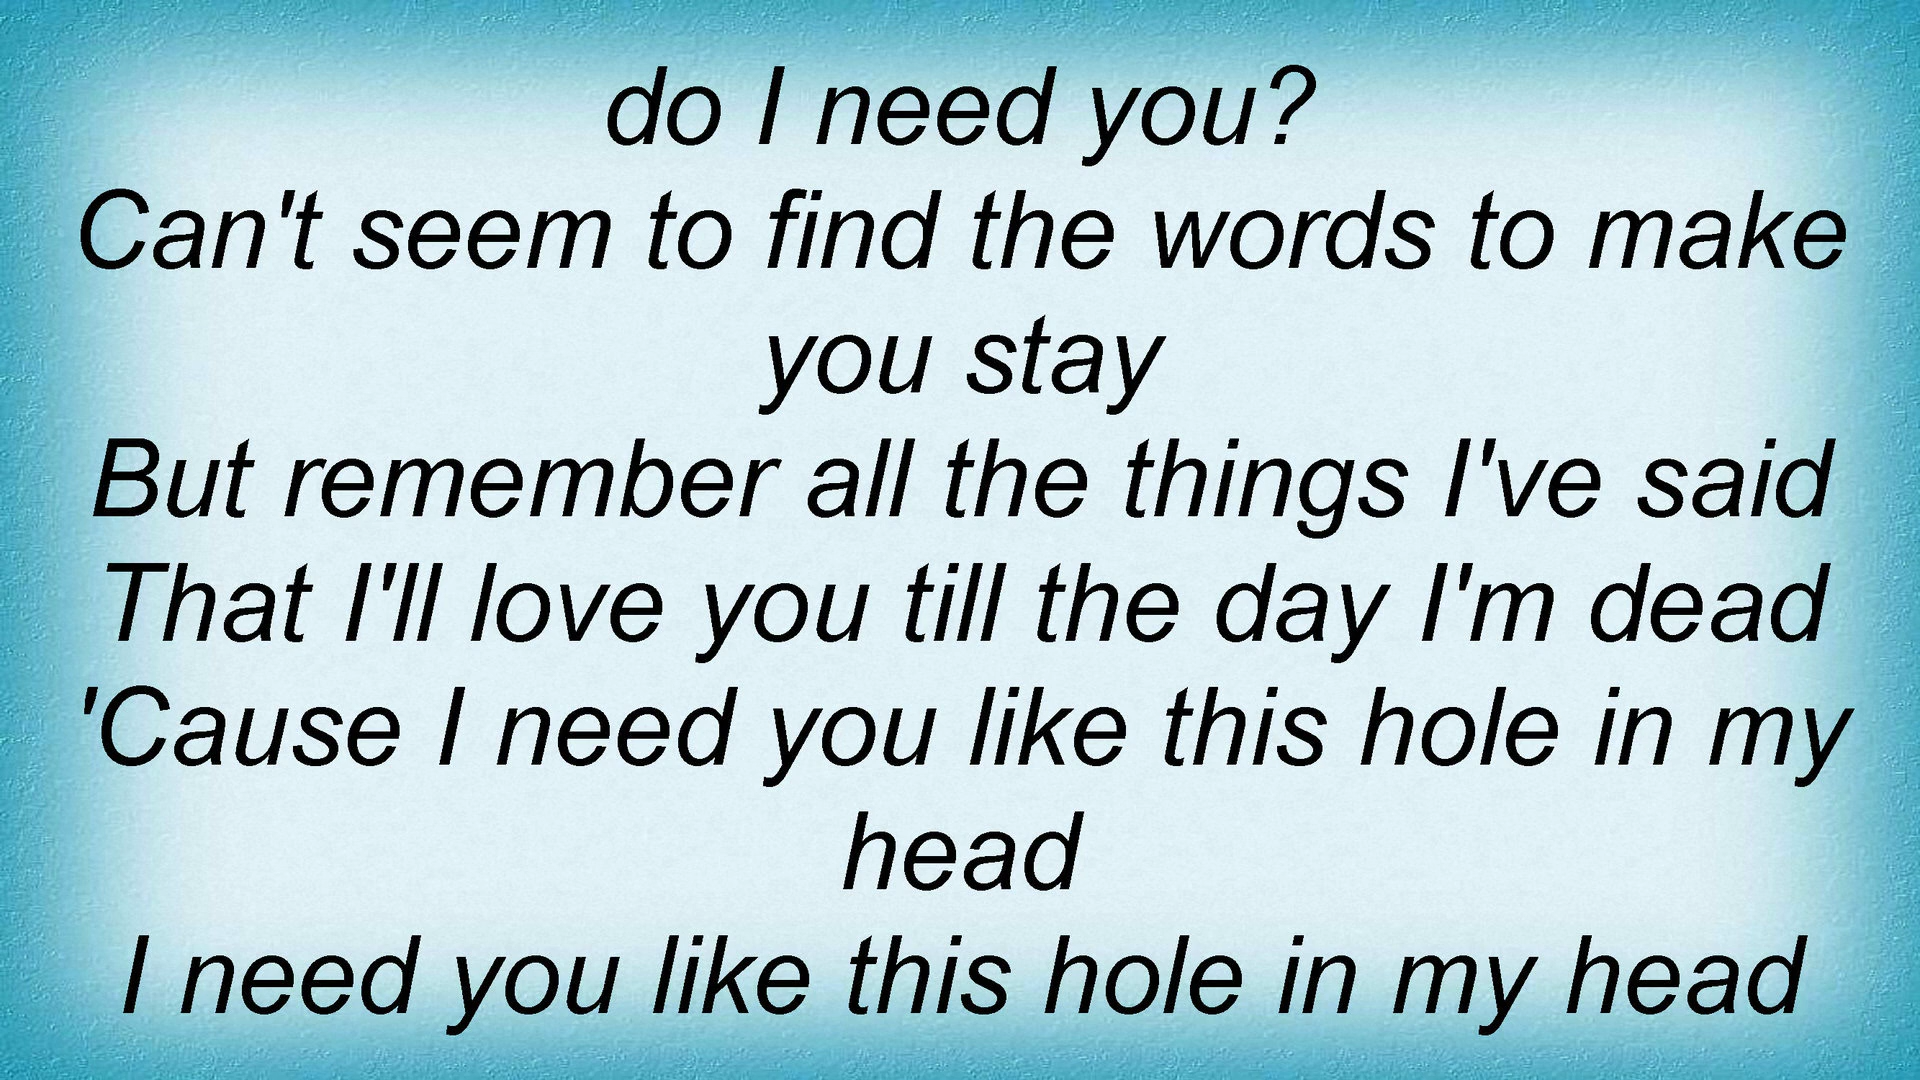 do I need you?
Can't seem to find the words to make
you stay
But remember all the things I've said
That I'll love you till the day I'm dead
'Cause I need you like this hole in my
head
I need you like this hole in my head